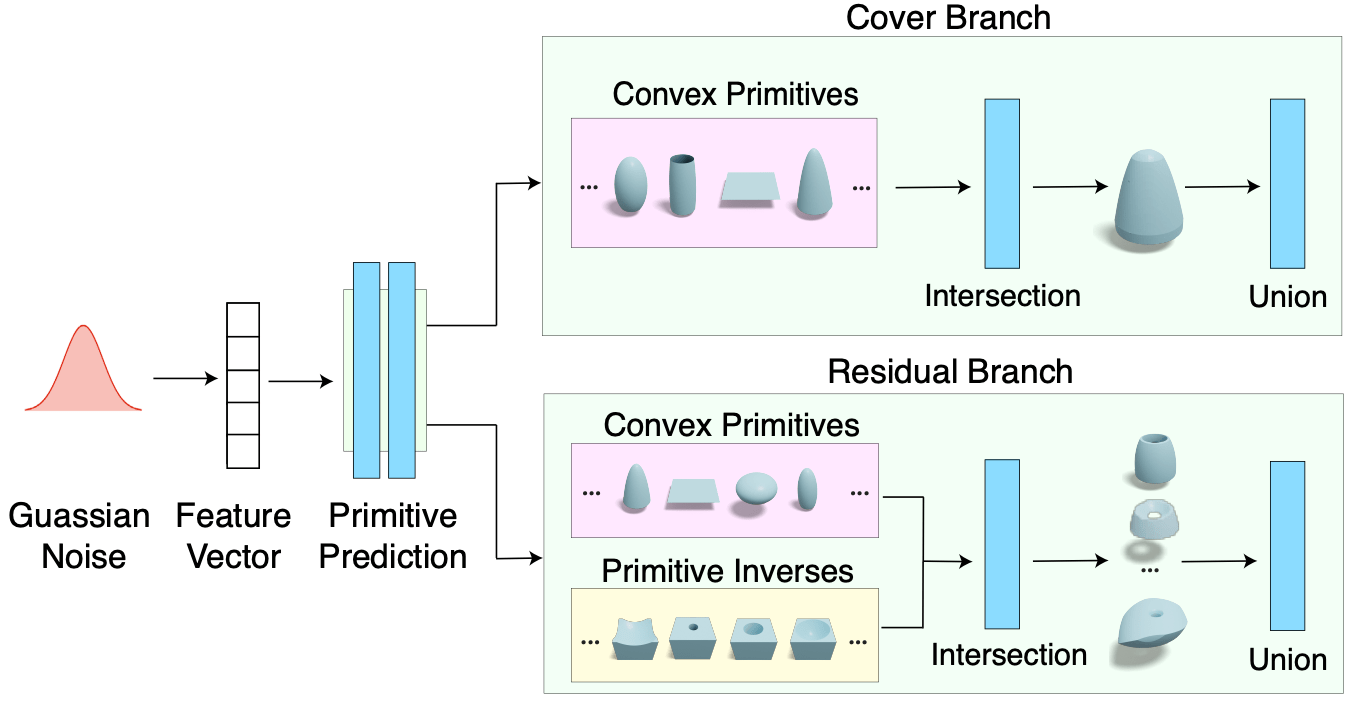 Cover Branch
Convex Primitives
...
...
Intersection
Union
Guassian
Noise
Feature
Vector
Primitive
Prediction
Residual Branch
Convex Primitives
...
...
Primitive Inverses
...
...
Intersection
...
Union